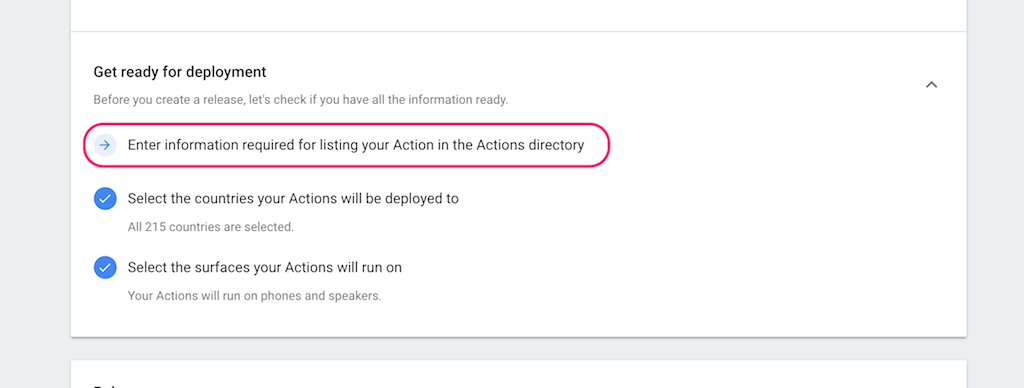 Get ready for deployment
Before you create a release, let's check if you have all the information ready.
Enter information required for listing your Action in the Actions directory
Select the countries your Actions will be deployed to
All 215 countries are selected.
Select the surfaces your Actions will run on
Your Actions will run on phones and speakers.